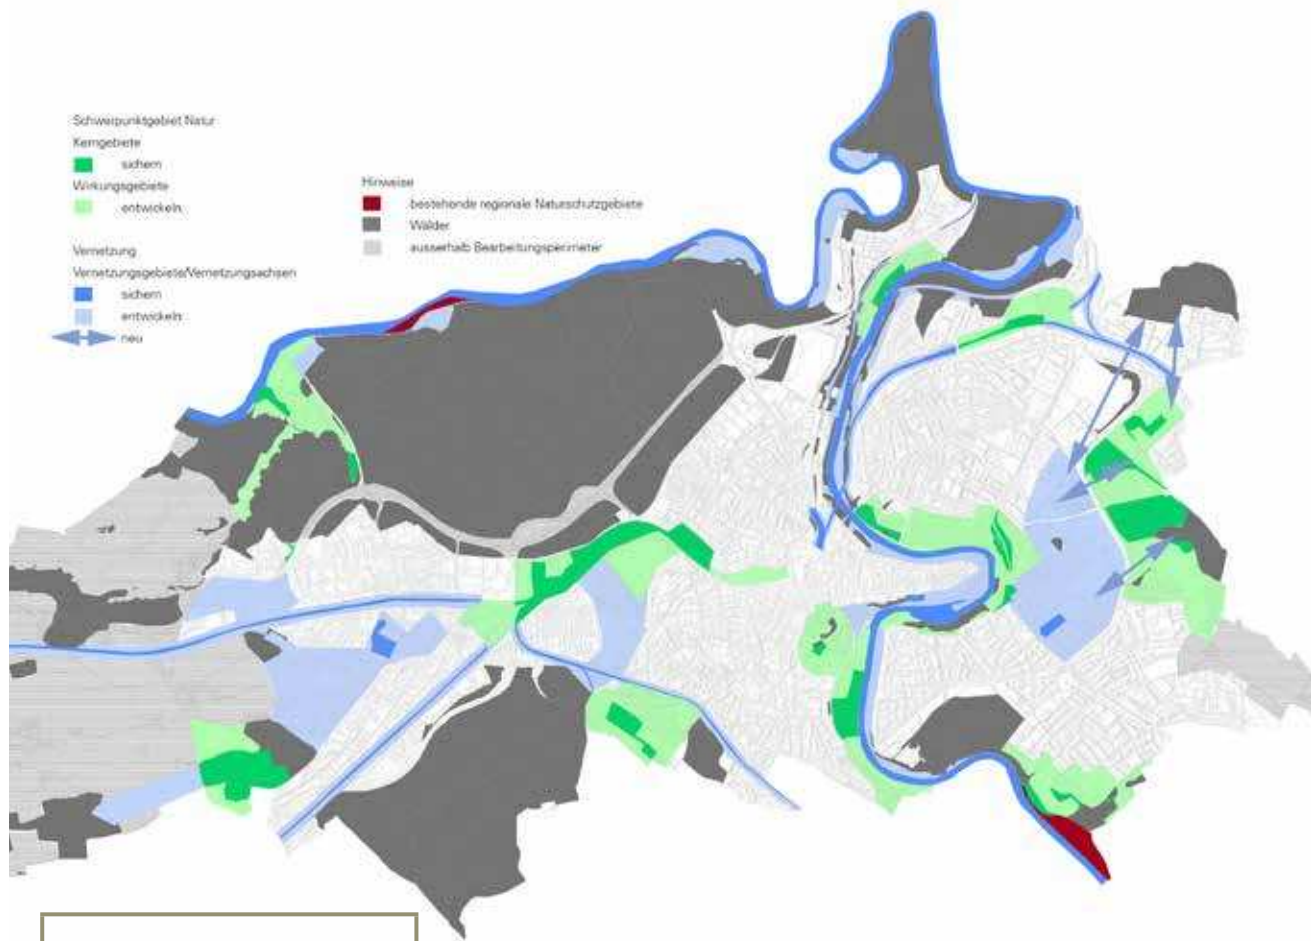 Schwerpunktgebiet Natur
Kerngebiete
sichern
Wirkungsgebiete
entwickeln
Vernetzung
Vernetzungsgebiete/Vernetzungsachsen
sichern
entwickeln
neu
Hinweise
bestehende regionale Naturschutzgebiete
Wälder
ausserhalb Bearbeitungsperimeter